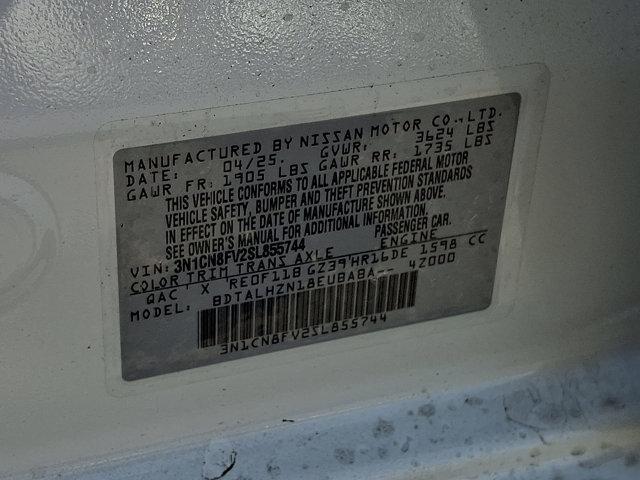 MANUFACTURED BY NISSAN MOTOR CO.,LTD.
DATE: 04/25. GVWR: 3624 LBS
GAWR FR: 1905 LBS GAWR RR: 1735 LBS
THIS VEHICLE CONFORMS TO ALL APPLICABLE FEDERAL MOTOR
VEHICLE SAFETY, BUMPER AND THEFT PREVENTION STANDARDS
IN EFFECT ON THE DATE OF MANUFACTURE SHOWN ABOVE.
SEE OWNER'S MANUAL FOR ADDITIONAL INFORMATION.
VIN: 3N1CN8FV2SL855744 PASSENGER CAR.
COLOR TRIM TRANS AXLE ENGINE
QAC X RE0F11B GZ39 HR16DE 1598 CC
MODEL: BDTALHZN18EUBABA-- 4Z000
3N1CN8FV2SL855744